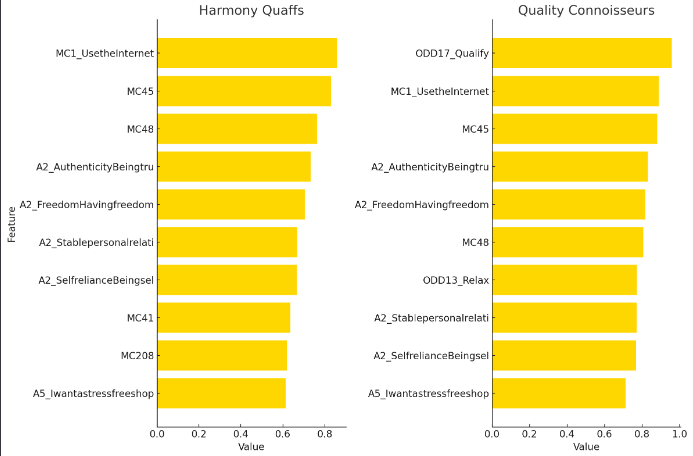 Harmony Quaffs
MC1_UsetheInternet
MC45
MC48
A2_AuthenticityBeingtru
A2_FreedomHavingfreedom
A2_Stablepersonalrelati
A2_SelfrelianceBeingsel
MC41
MC208
A5_Iwantastressfreeshop
Feature
0.0 0.2 0.4 0.6 0.8
Value
Quality Connoisseurs
ODD17_Qualify
MC1_UsetheInternet
MC45
A2_AuthenticityBeingtru
A2_FreedomHavingfreedom
MC48
ODD13_Relax
A2_Stablepersonalrelati
A2_SelfrelianceBeingsel
A5_Iwantastressfreeshop
0.0 0.2 0.4 0.6 0.8 1.0
Value